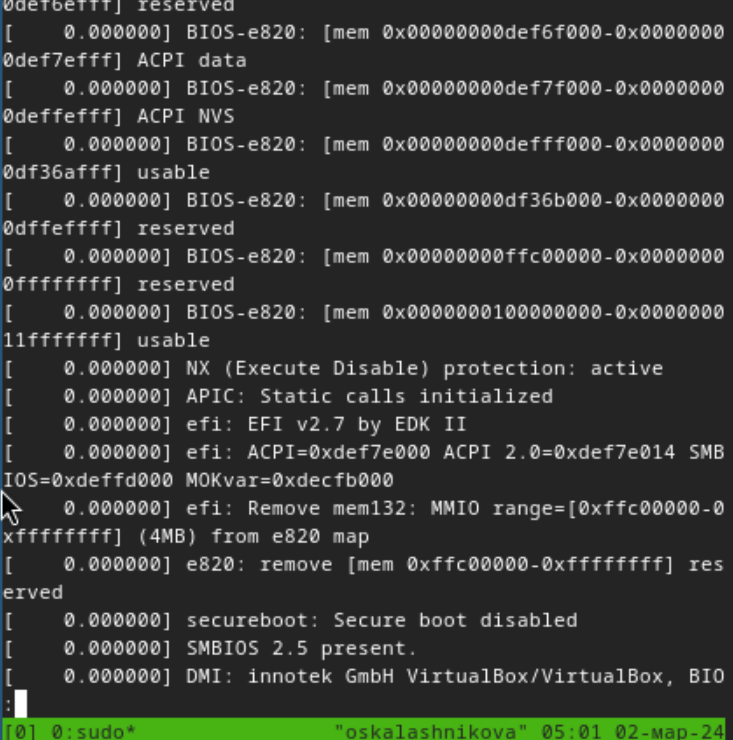 0def6efff] reserved
[    0.000000] BIOS-e820: [mem 0x00000000def6f000-0x0000000
0def7efff] ACPI data
[    0.000000] BIOS-e820: [mem 0x00000000def7f000-0x0000000
0deffefff] ACPI NVS
[    0.000000] BIOS-e820: [mem 0x00000000defff000-0x0000000
0df36afff] usable
[    0.000000] BIOS-e820: [mem 0x00000000df36b000-0x0000000
0dffeffff] reserved
[    0.000000] BIOS-e820: [mem 0x00000000ffc00000-0x0000000
0ffffffff] reserved
[    0.000000] BIOS-e820: [mem 0x0000000100000000-0x0000000
11fffffff] usable
[    0.000000] NX (Execute Disable) protection: active
[    0.000000] APIC: Static calls initialized
[    0.000000] efi: EFI v2.7 by EDK II
[    0.000000] efi: ACPI=0xdef7e000 ACPI 2.0=0xdef7e014 SMB
IOS=0xdeffd000 MOKvar=0xdecfb000
[    0.000000] efi: Remove mem132: MMIO range=[0xffc00000-0
xffffffff] (4MB) from e820 map
[    0.000000] e820: remove [mem 0xffc00000-0xffffffff] res
erved
[    0.000000] secureboot: Secure boot disabled
[    0.000000] SMBIOS 2.5 present.
[    0.000000] DMI: innotek GmbH VirtualBox/VirtualBox, BIO
:
[0] 0:sudo* "oskalashnikova" 05:01 02-мар-24